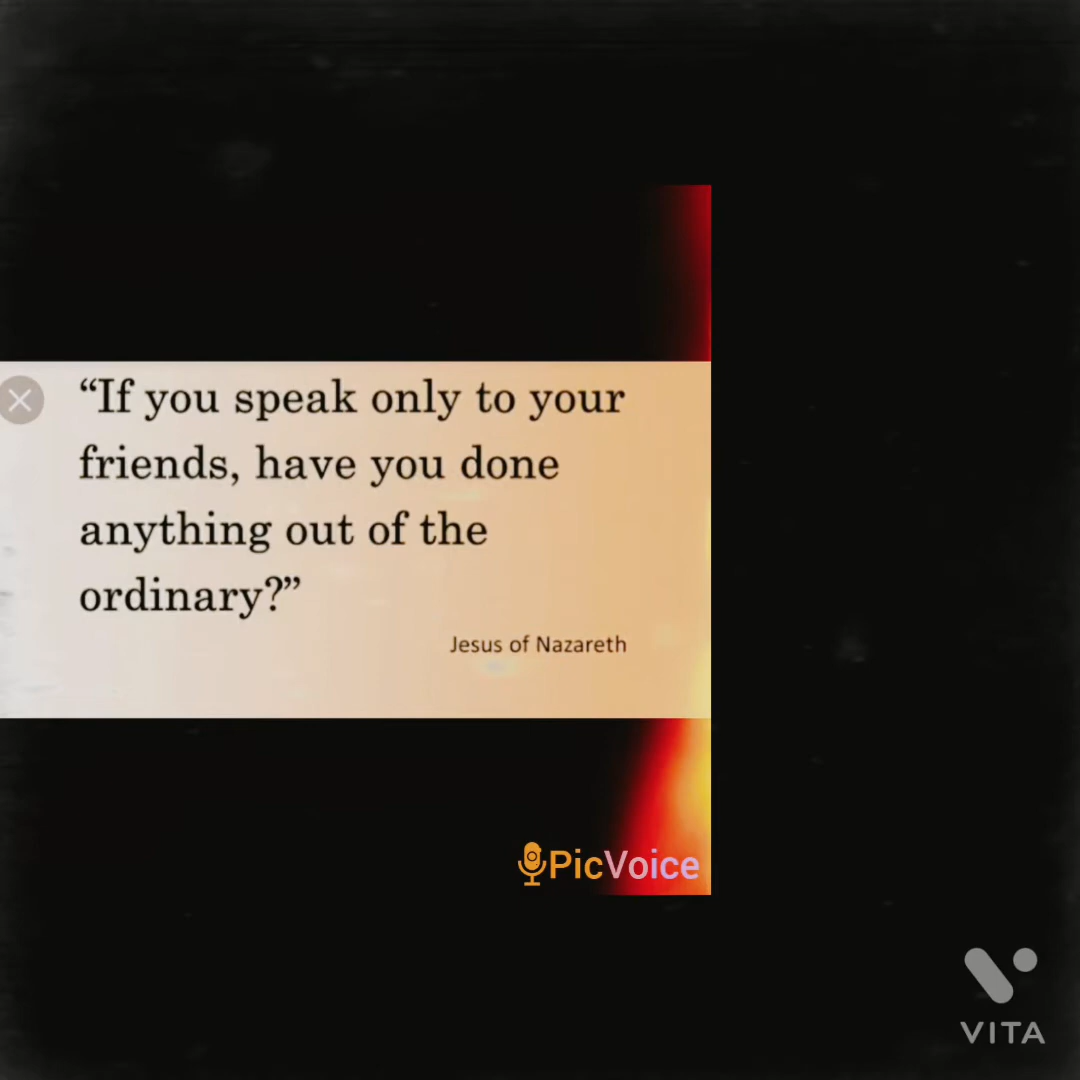 “If you speak only to your
friends, have you done
anything out of the
ordinary?”
Jesus of Nazareth
PicVoice
VITA